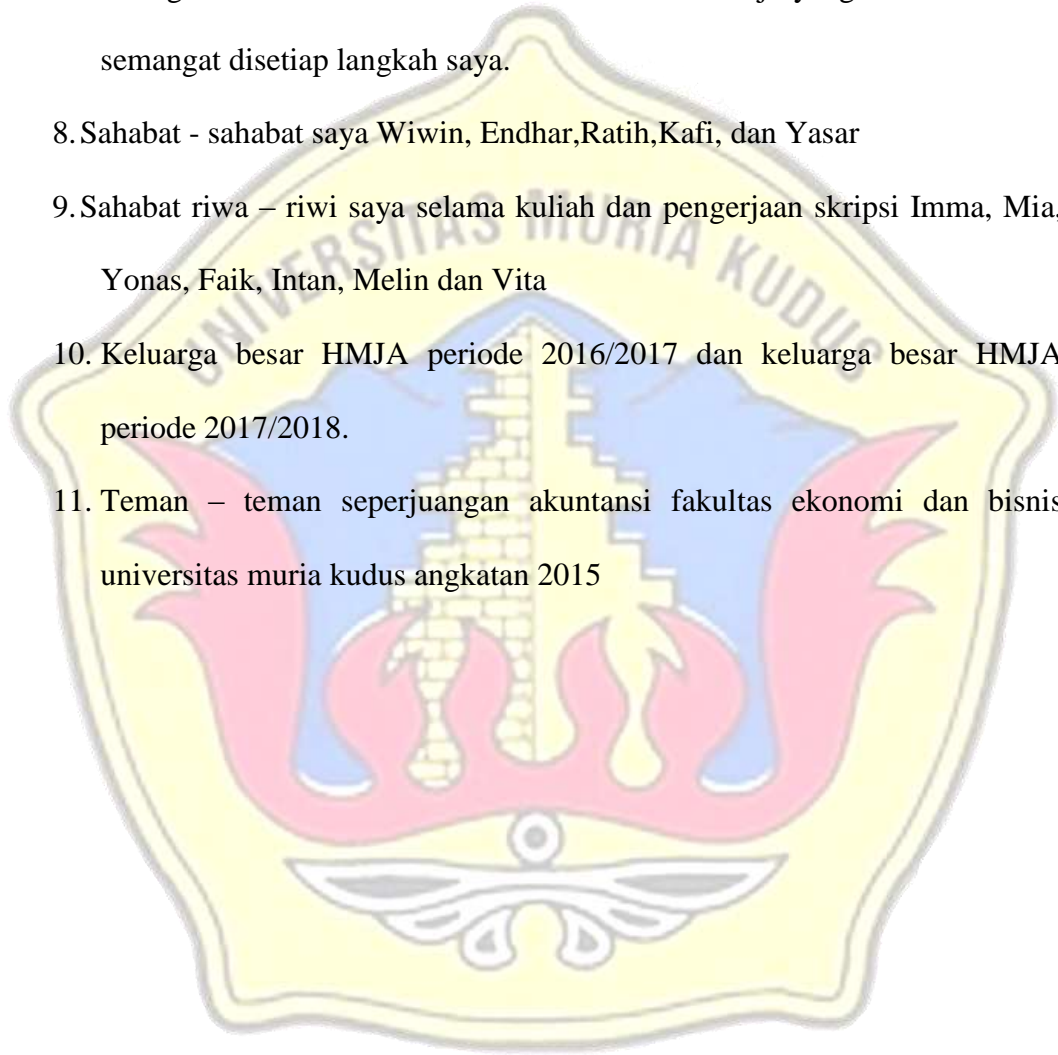 semangat disetiap langkah saya.
8. Sahabat - sahabat saya Wiwin, Endhar,Ratih,Kafi, dan Yasar
9. Sahabat riwa – riwi saya selama kuliah dan pengerjaan skripsi Imma, Mia,
Yonas, Faik, Intan, Melin dan Vita
10. Keluarga besar HMJA periode 2016/2017 dan keluarga besar HMJA
periode 2017/2018.
11. Teman – teman seperjuangan akuntansi fakultas ekonomi dan bisnis
universitas muria kudus angkatan 2015
UNIVERSITAS MURIA KUDUS